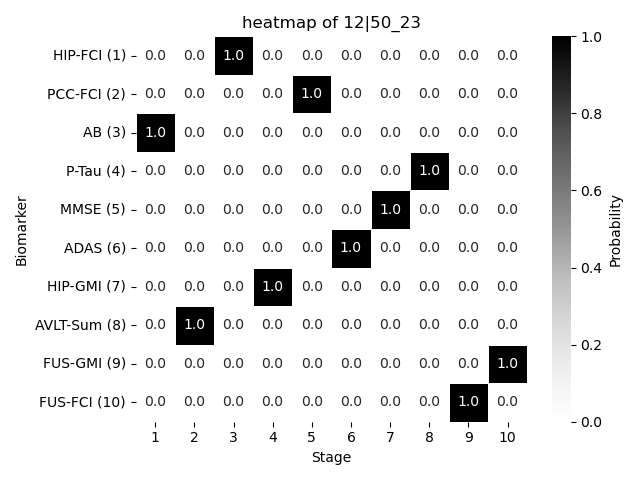 heatmap of 12|50_23
HIP-FCI (1) 0.0 0.0 1.0 0.0 0.0 0.0 0.0 0.0 0.0 0.0
PCC-FCI (2) 0.0 0.0 0.0 0.0 1.0 0.0 0.0 0.0 0.0 0.0
AB (3) 1.0 0.0 0.0 0.0 0.0 0.0 0.0 0.0 0.0 0.0
P-Tau (4) 0.0 0.0 0.0 0.0 0.0 0.0 0.0 1.0 0.0 0.0
MMSE (5) 0.0 0.0 0.0 0.0 0.0 0.0 1.0 0.0 0.0 0.0
ADAS (6) 0.0 0.0 0.0 0.0 0.0 1.0 0.0 0.0 0.0 0.0
HIP-GMI (7) 0.0 0.0 0.0 1.0 0.0 0.0 0.0 0.0 0.0 0.0
AVLT-Sum (8) 0.0 1.0 0.0 0.0 0.0 0.0 0.0 0.0 0.0 0.0
FUS-GMI (9) 0.0 0.0 0.0 0.0 0.0 0.0 0.0 0.0 0.0 1.0
FUS-FCI (10) 0.0 0.0 0.0 0.0 0.0 0.0 0.0 0.0 1.0 0.0
1 2 3 4 5 6 7 8 9 10
Stage
Biomarker
1.0
0.8
0.6
0.4
0.2
0.0
Probability